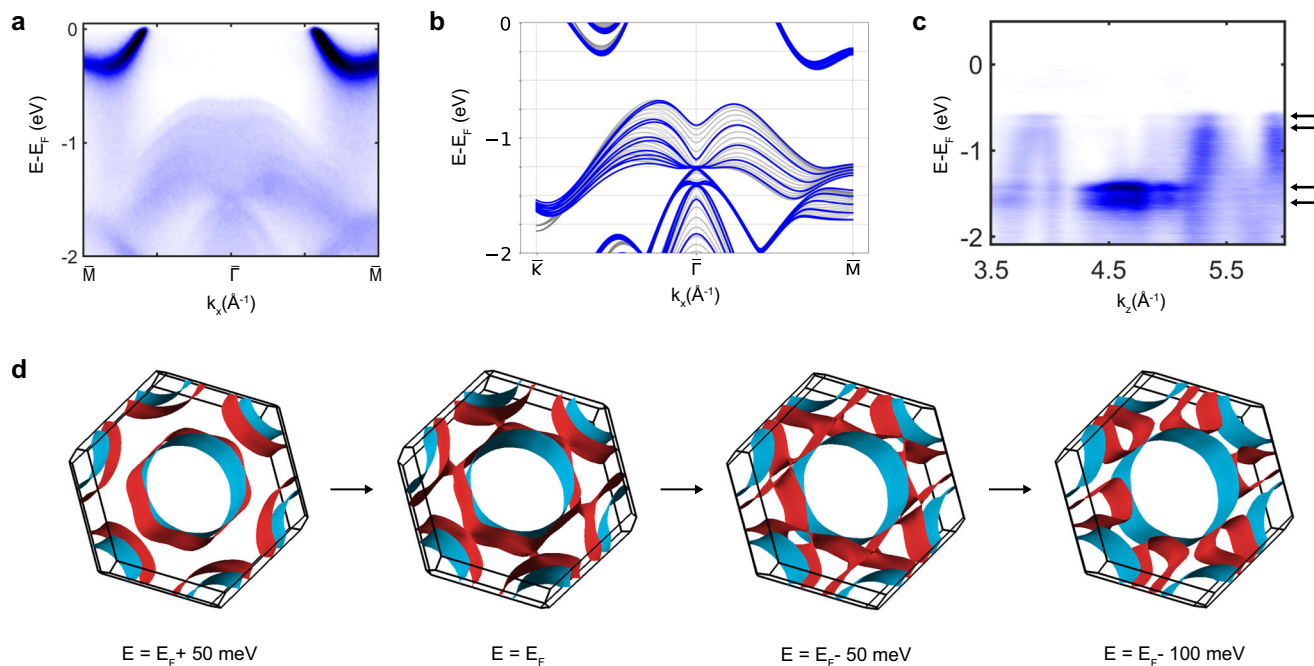 a
0
-1
-2
E-E_F (eV)
M̅
Γ̅
M̅
k_x(Å⁻¹)
b
0
-1
-2
E-E_F (eV)
K̅
Γ̅
M̅
k_x(Å⁻¹)
c
0
-1
-2
E-E_F (eV)
3.5 4.5 5.5
k_z(Å⁻¹)
d
E = E_F+ 50 meV
E = E_F
E = E_F- 50 meV
E = E_F- 100 meV